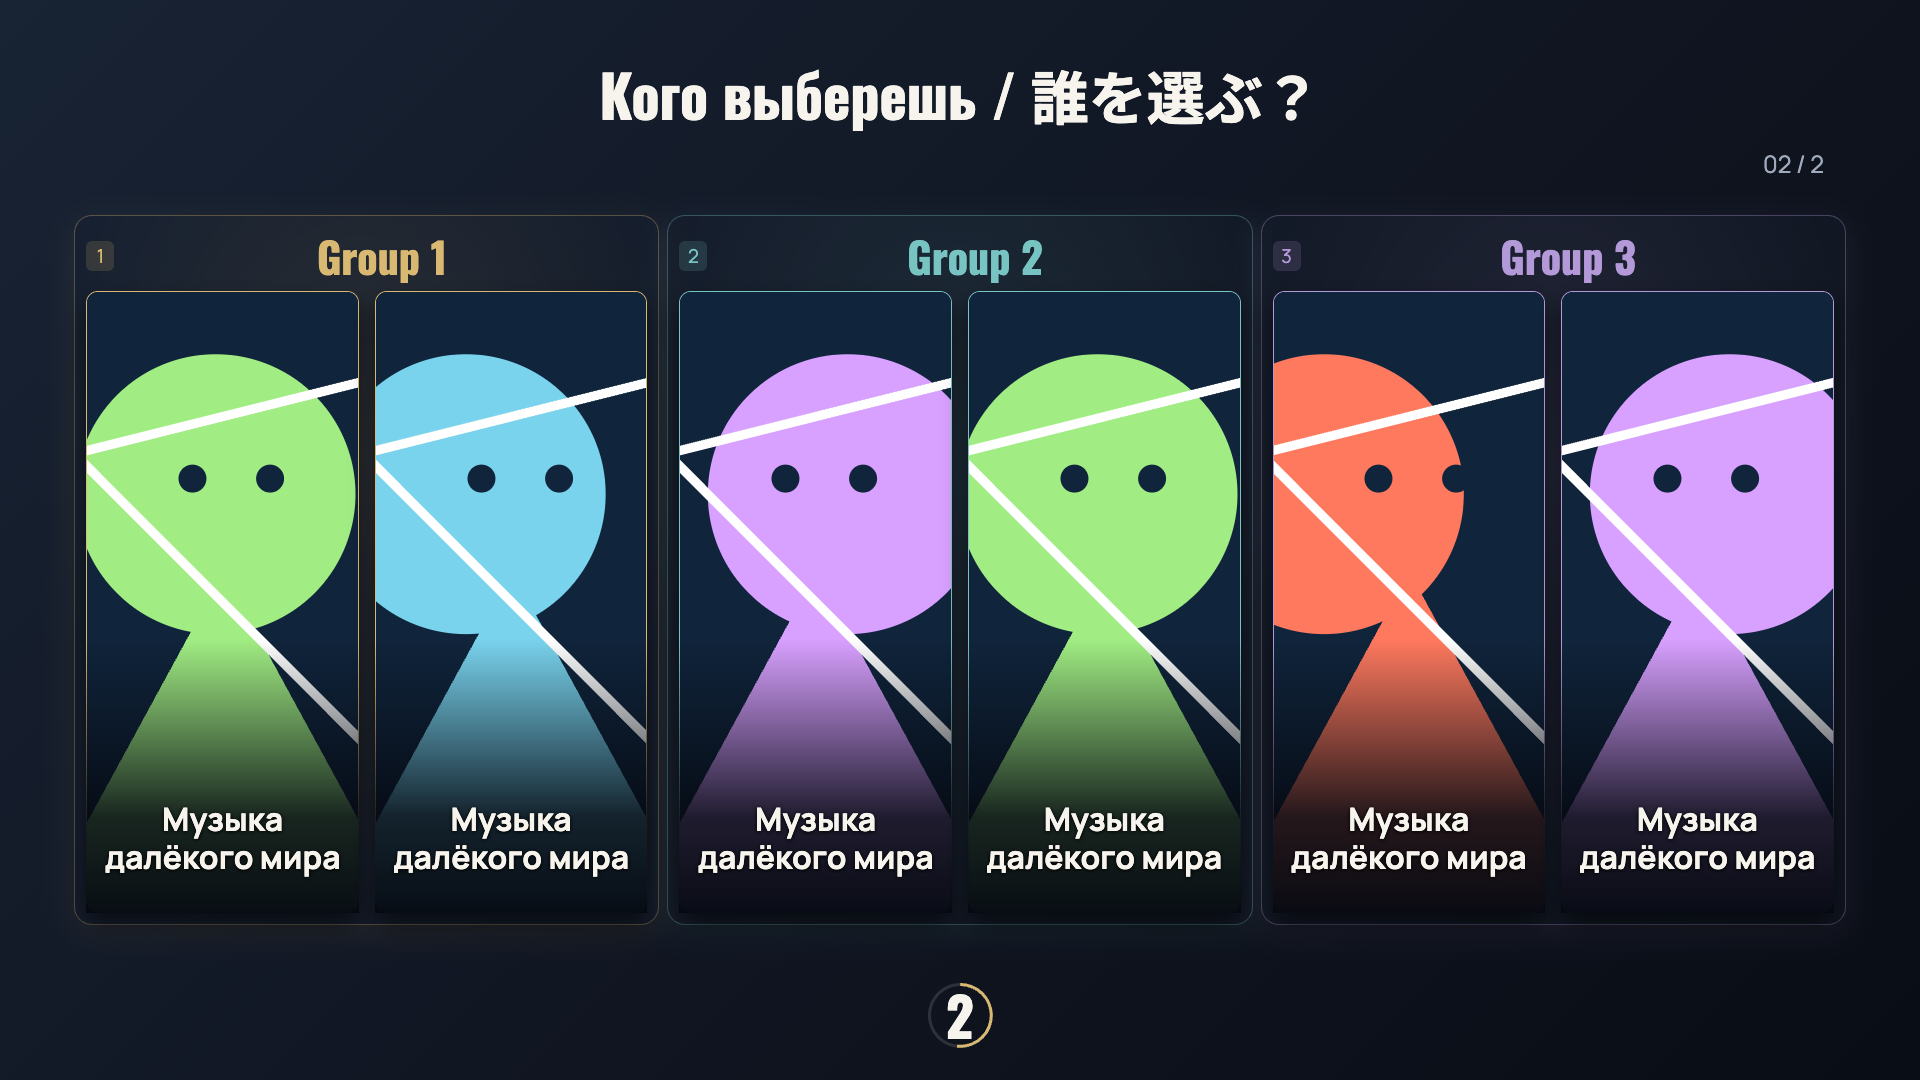 Кого выберешь / 誰を選ぶ？
02 / 2
1
Group 1
2
Group 2
3
Group 3
Музыка
далёкого мира
Музыка
далёкого мира
Музыка
далёкого мира
Музыка
далёкого мира
Музыка
далёкого мира
Музыка
далёкого мира
2